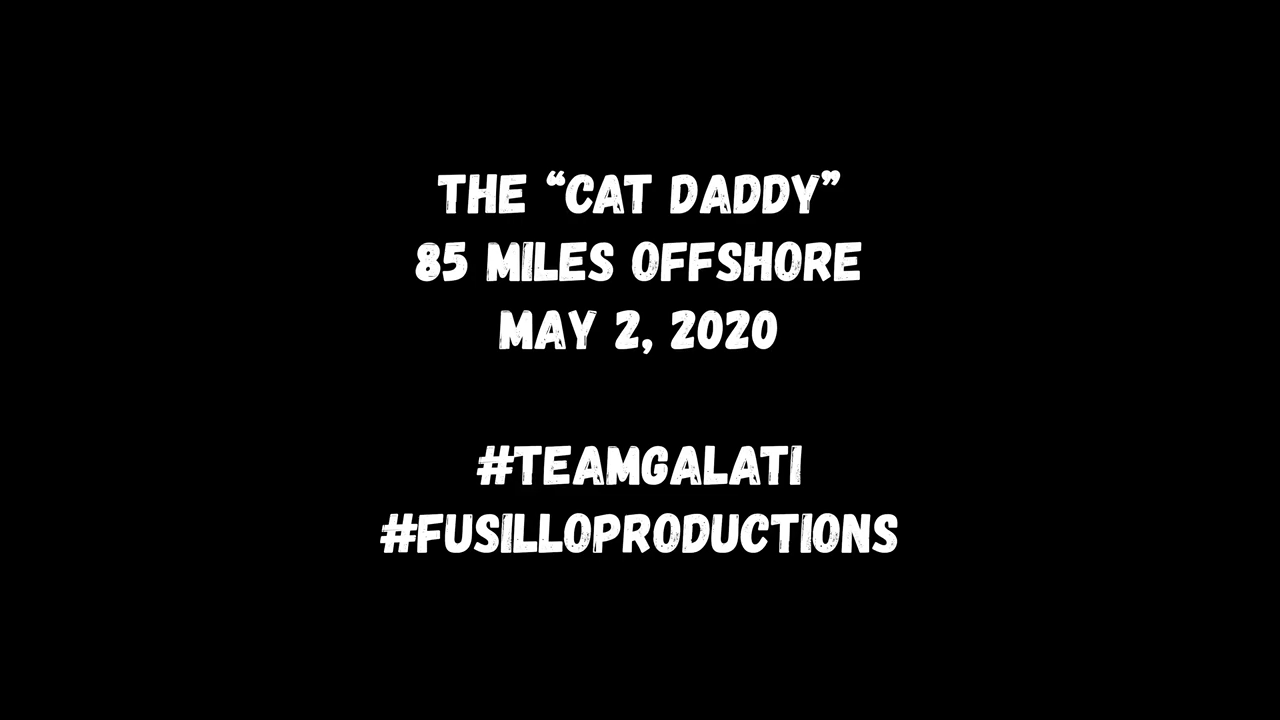 THE “CAT DADDY”
85 MILES OFFSHORE
MAY 2, 2020
#TEAMGALATI
#FUSILLOPRODUCTIONS